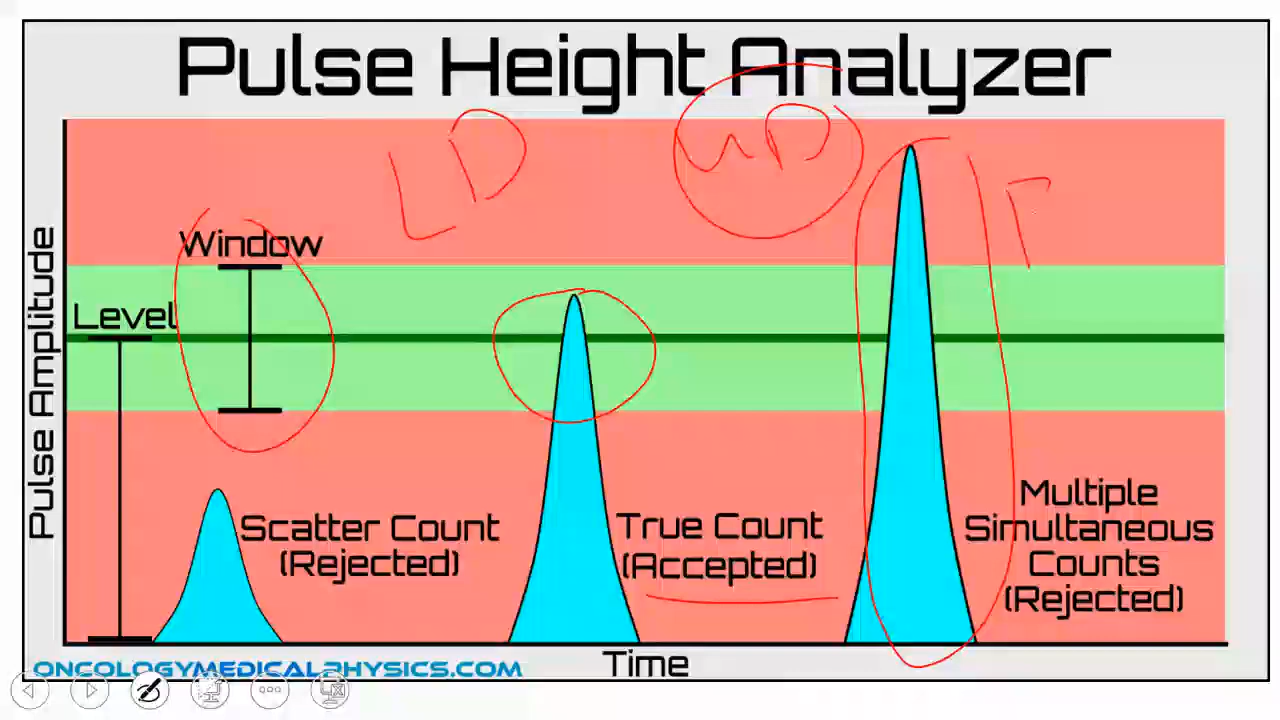 Pulse Height Analyzer
LD
UD
Window
Level
Pulse Amplitude
Scatter Count
(Rejected)
True Count
(Accepted)
Multiple
Simultaneous
Counts
(Rejected)
Time
ONCOLOGYMEDICALPHYSICS.COM